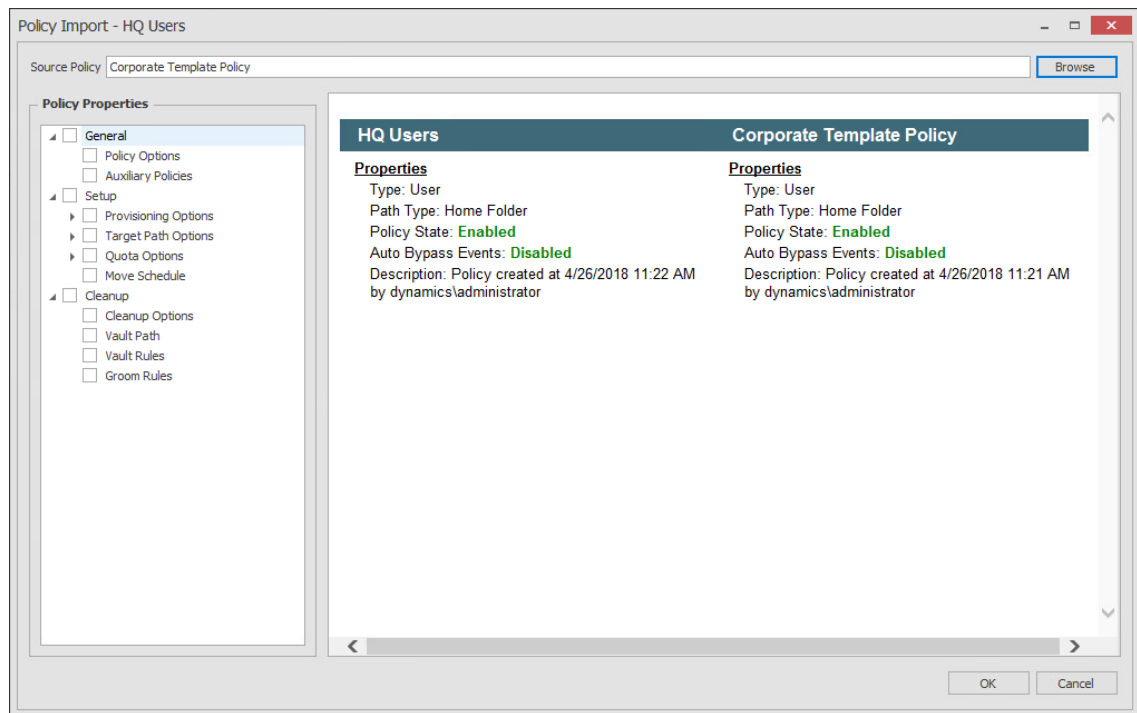 Policy Import - HQ Users
Source Policy Corporate Template Policy Browse
Policy Properties
General
Policy Options
Auxiliary Policies
Setup
Provisioning Options
Target Path Options
Quota Options
Move Schedule
Cleanup
Cleanup Options
Vault Path
Vault Rules
Groom Rules
HQ Users
Properties
Type: User
Path Type: Home Folder
Policy State: Enabled
Auto Bypass Events: Disabled
Description: Policy created at 4/26/2018 11:22 AM
by dynamics\administrator
Corporate Template Policy
Properties
Type: User
Path Type: Home Folder
Policy State: Enabled
Auto Bypass Events: Disabled
Description: Policy created at 4/26/2018 11:21 AM
by dynamics\administrator
OK Cancel